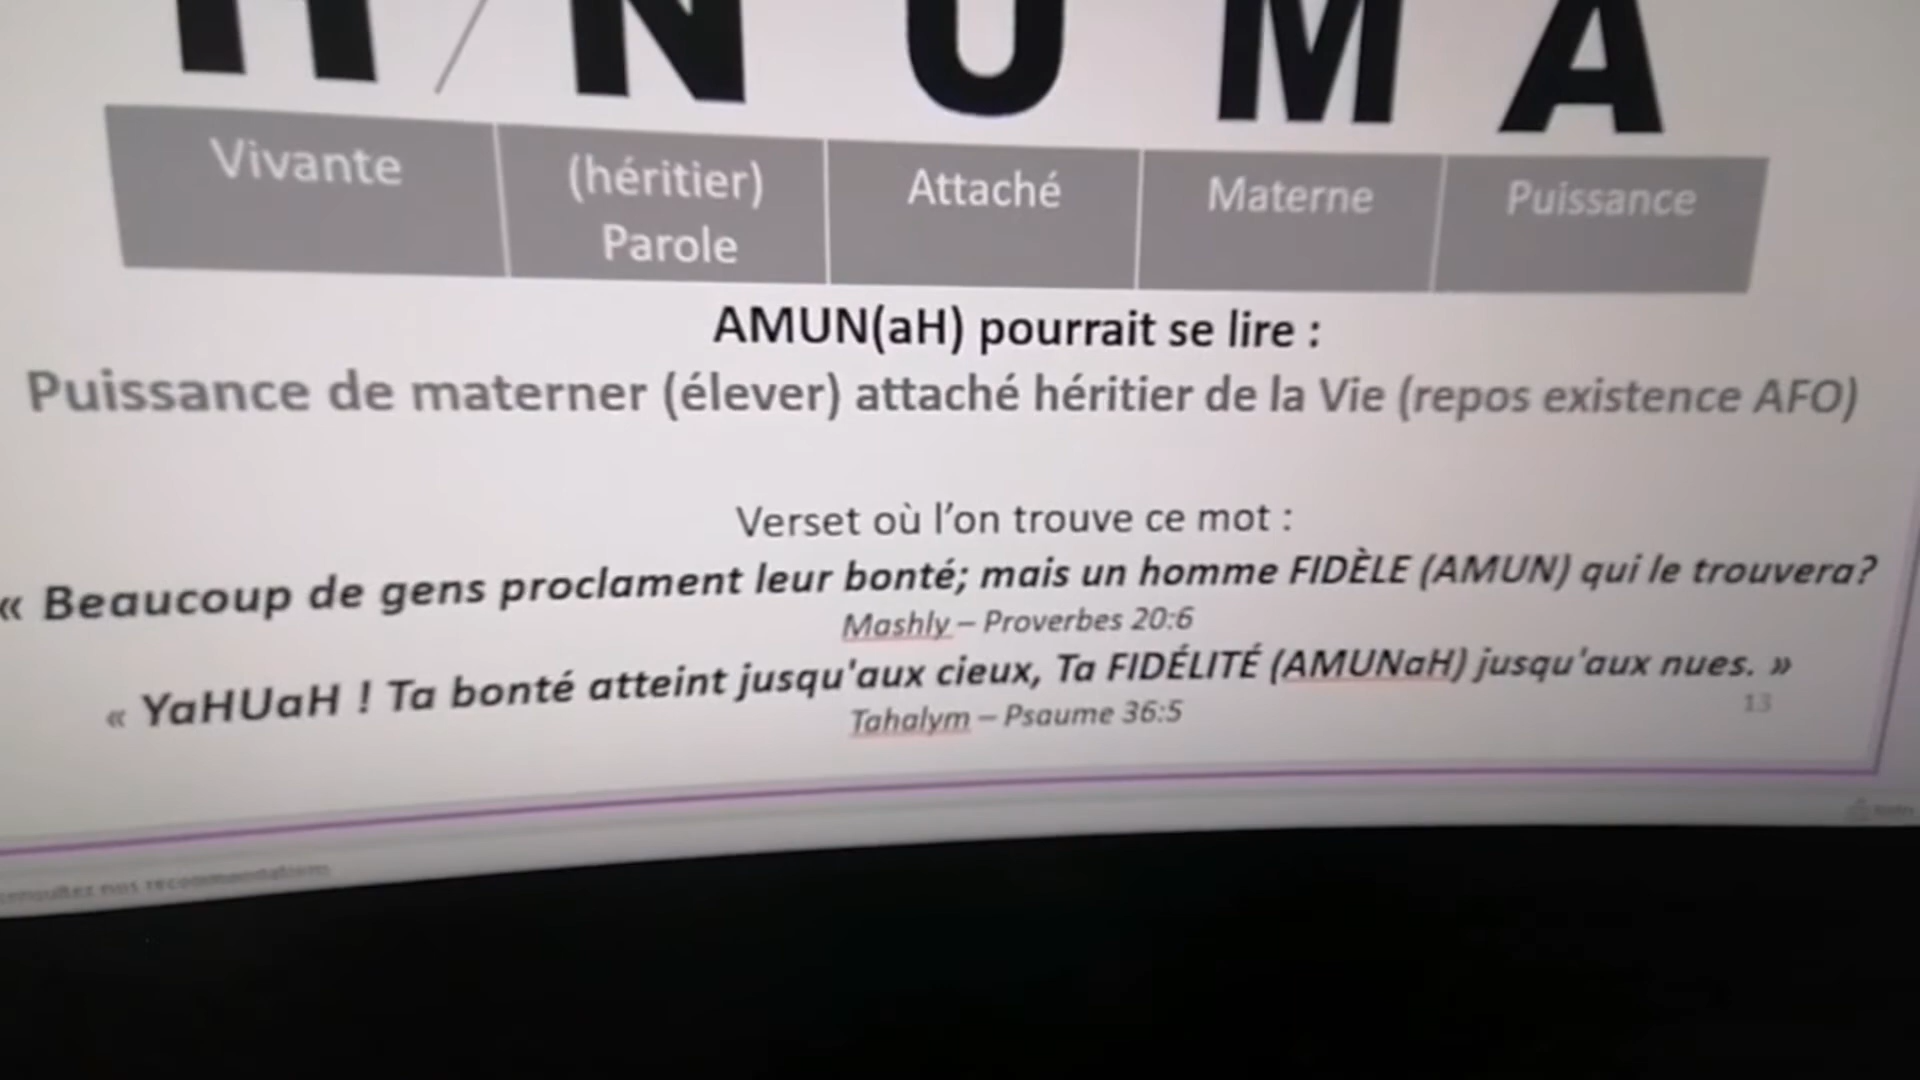 H / N U M A
Vivante
(héritier)
Parole
Attaché
Materne
Puissance
AMUN(aH) pourrait se lire :
Puissance de materner (élever) attaché héritier de la Vie (repos existence AFO)
Verset où l'on trouve ce mot :
« Beaucoup de gens proclament leur bonté; mais un homme FIDÈLE (AMUN) qui le trouvera?
Mashly – Proverbes 20:6
« YaHUaH ! Ta bonté atteint jusqu'aux cieux, Ta FIDÉLITÉ (AMUNaH) jusqu'aux nues. »
Tahalym – Psaume 36:5
13
consultez nos recommandations